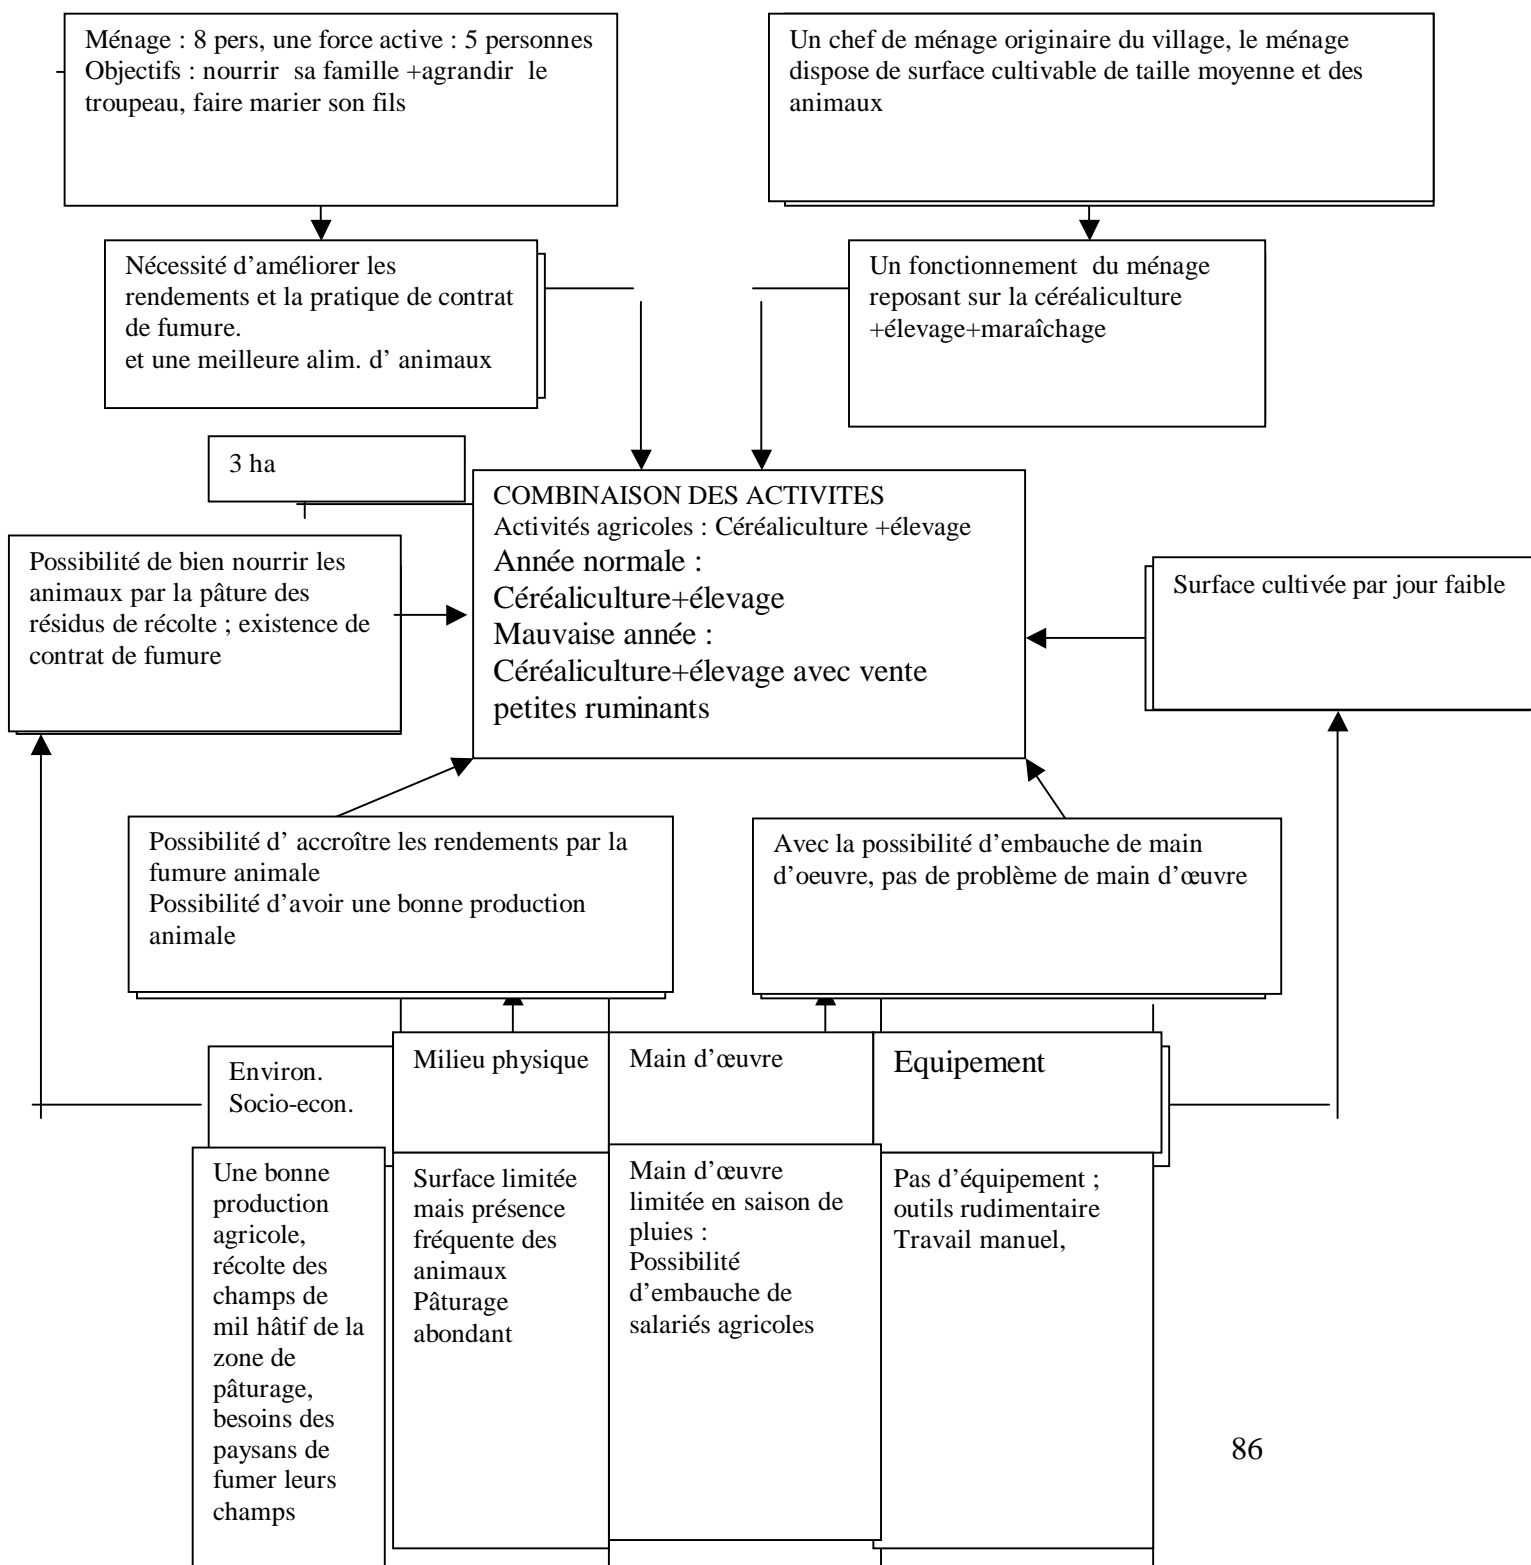 Ménage : 8 pers, une force active : 5 personnes
Objectifs : nourrir sa famille +agrandir le
troupeau, faire marier son fils
Un chef de ménage originaire du village, le ménage
dispose de surface cultivable de taille moyenne et des
animaux
Nécessité d’améliorer les
rendements et la pratique de contrat
de fumure.
et une meilleure alim. d’ animaux
Un fonctionnement du ménage
reposant sur la céréaliculture
+élevage+maraîchage
3 ha
COMBINAISON DES ACTIVITES
Activités agricoles : Céréaliculture +élevage
Année normale :
Céréaliculture+élevage
Mauvaise année :
Céréaliculture+élevage avec vente
petites ruminants
Possibilité de bien nourrir les
animaux par la pâture des
résidus de récolte ; existence de
contrat de fumure
Surface cultivée par jour faible
Possibilité d’ accroître les rendements par la
fumure animale
Possibilité d’avoir une bonne production
animale
Avec la possibilité d’embauche de main
d’oeuvre, pas de problème de main d’œuvre
Environ.
Socio-econ.
Milieu physique
Main d’œuvre
Equipement
Une bonne
production
agricole,
récolte des
champs de
mil hâtif de la
zone de
pâturage,
besoins des
paysans de
fumer leurs
champs
Surface limitée
mais présence
fréquente des
animaux
Pâturage
abondant
Main d’œuvre
limitée en saison de
pluies :
Possibilité
d’embauche de
salariés agricoles
Pas d’équipement ;
outils rudimentaire
Travail manuel,
86